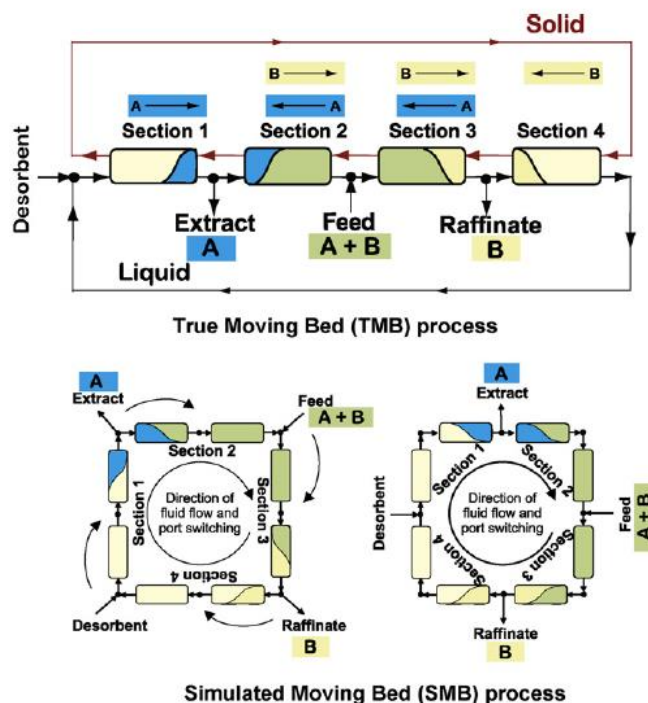 Solid
B B B
A A A
Section 1 Section 2 Section 3 Section 4
Desorbent
Extract Feed Raffinate
A A + B B
Liquid
True Moving Bed (TMB) process
A
Extract
Feed
A + B
Section 2
Section 1
Direction of
fluid flow and
port switching
Section 3
Section 4
Desorbent
Raffinate
B
A
Extract
Section 1
Section 2
Desorbent
Direction of
fluid flow and
port switching
Feed
A + B
Section 4
Section 3
Raffinate
B
Simulated Moving Bed (SMB) process